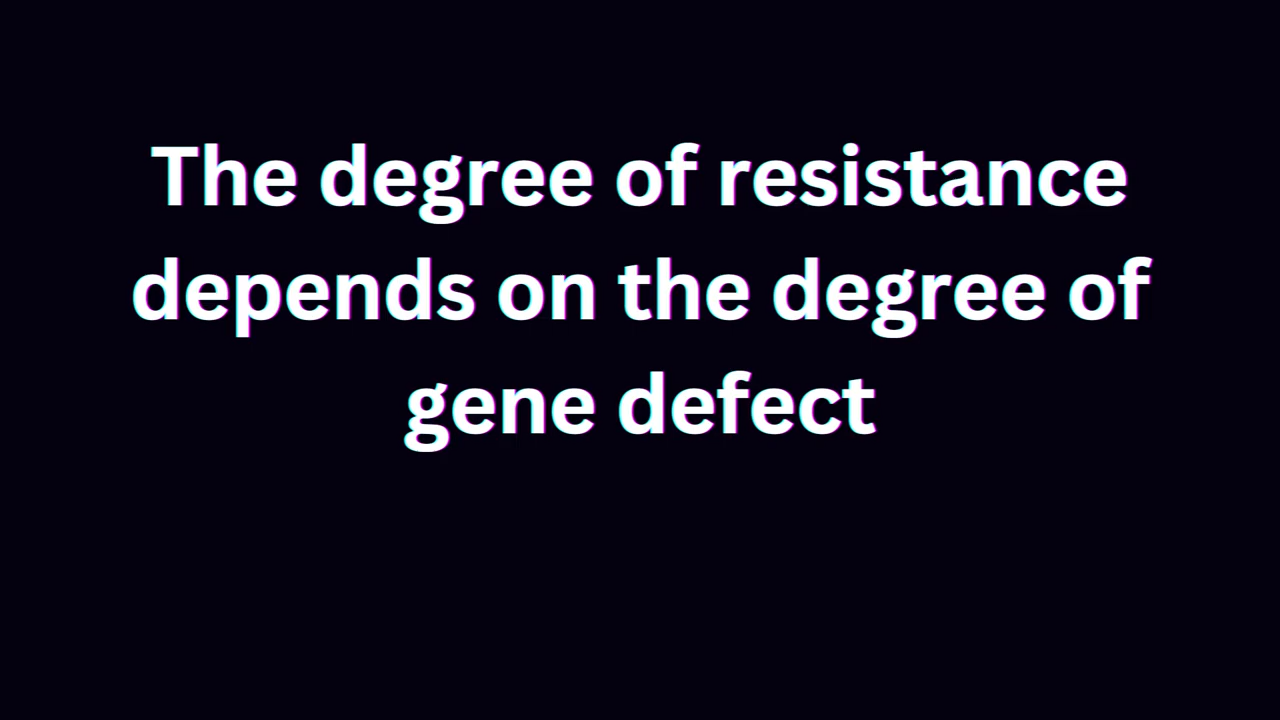 The degree of resistance
depends on the degree of
gene defect